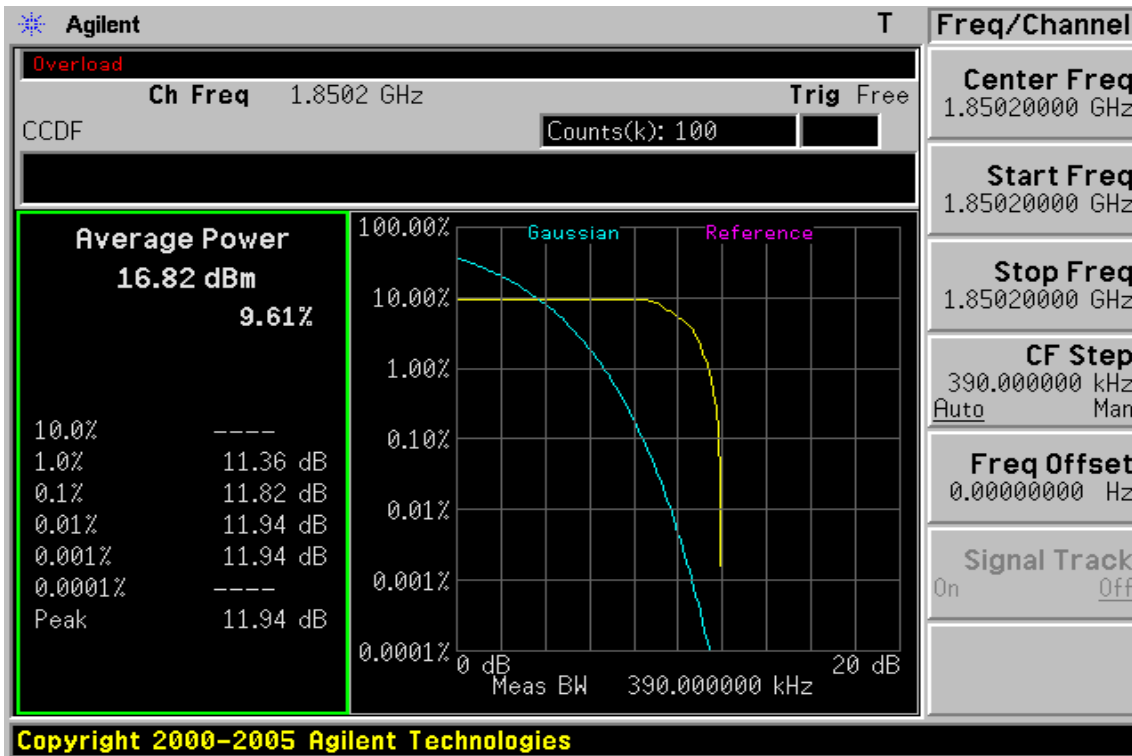 Agilent T
Overload
Ch Freq 1.8502 GHz Trig Free
CCDF Counts(k): 100
Average Power
16.82 dBm
9.61%
10.0% ----
1.0% 11.36 dB
0.1% 11.82 dB
0.01% 11.94 dB
0.001% 11.94 dB
0.0001% ----
Peak 11.94 dB
Gaussian Reference
100.00%
10.00%
1.00%
0.10%
0.01%
0.001%
0.0001%
0 dB 20 dB
Meas BW 390.000000 kHz
Freq/Channel
Center Freq
1.85020000 GHz
Start Freq
1.85020000 GHz
Stop Freq
1.85020000 GHz
CF Step
390.000000 kHz
Auto Man
Freq Offset
0.00000000 Hz
Signal Track
On Off
Copyright 2000-2005 Agilent Technologies